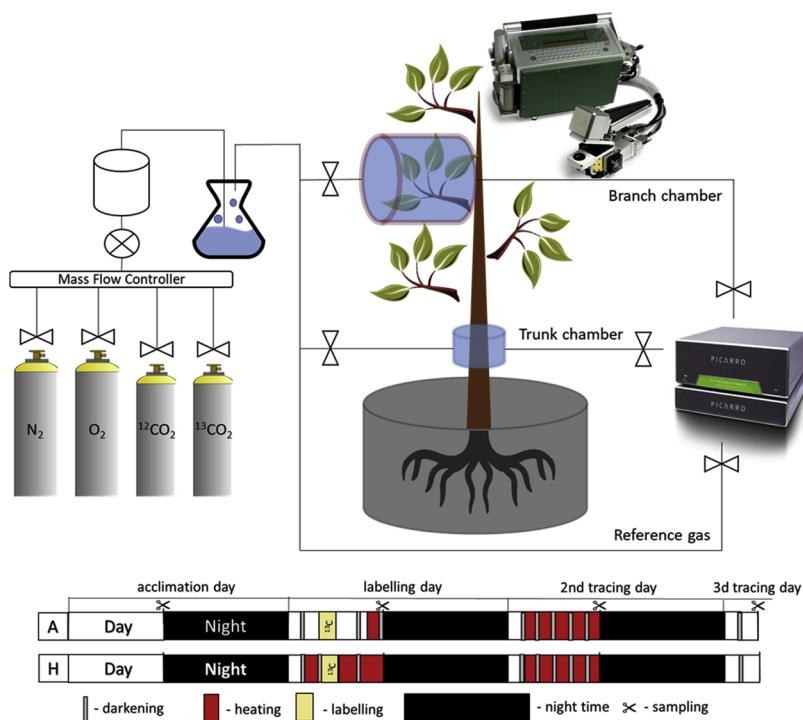 Branch chamber
Mass Flow Controller
Trunk chamber
PICARRO
PICARRO
N2
O2
12CO2
13CO2
Reference gas
acclimation day
labelling day
2nd tracing day
3d tracing day
A
Day
Night
13C
H
Day
Night
13C
- darkening
- heating
- labelling
- night time
- sampling